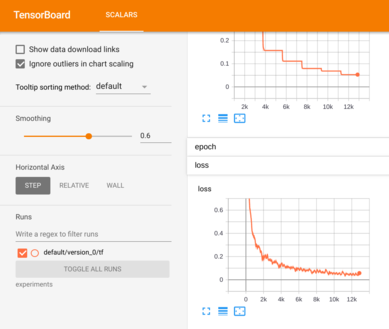 TensorBoard SCALARS
Show data download links
Ignore outliers in chart scaling
Tooltip sorting method: default
Smoothing
0.6
Horizontal Axis
STEP RELATIVE WALL
Runs
Write a regex to filter runs
default/version_0/tf
TOGGLE ALL RUNS
experiments
0.2
0.1
0
2k 4k 6k 8k 10k 12k
epoch
loss
loss
0.6
0.4
0.2
0
0 2k 4k 6k 8k 10k 12k